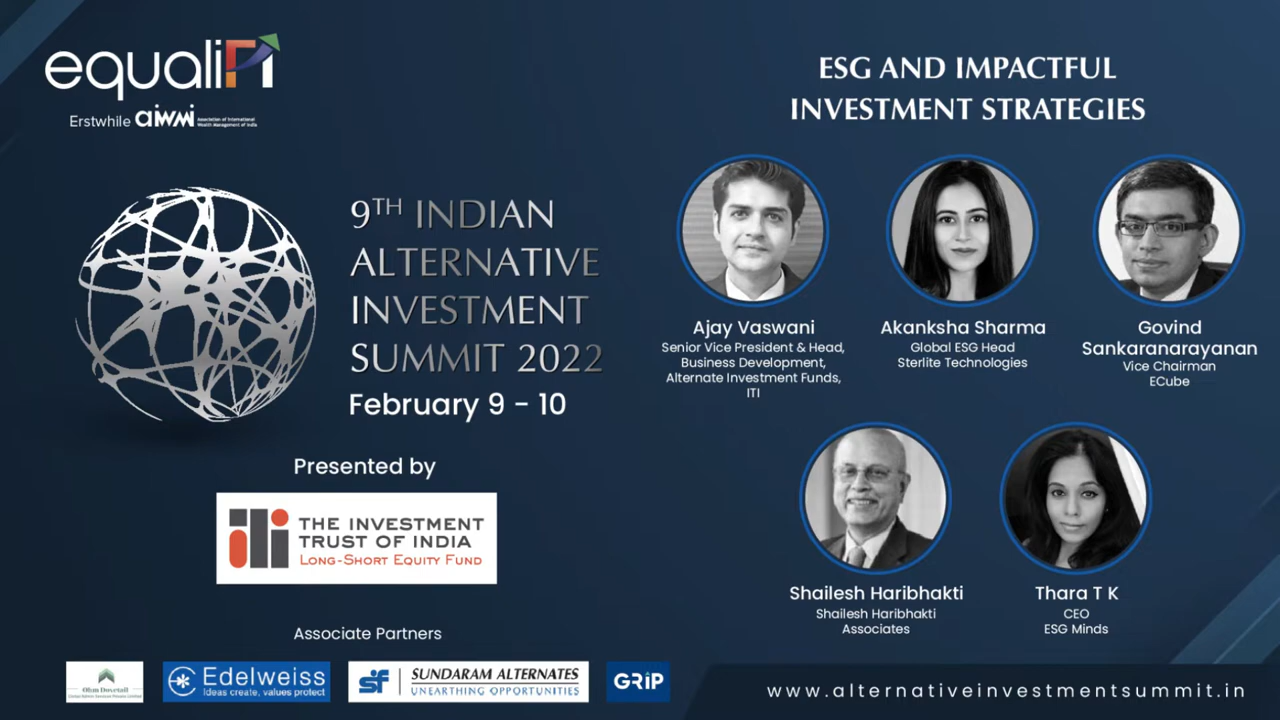 equaliFi
Erstwhile aiwmi Association of International
Wealth Management of India
9TH INDIAN
ALTERNATIVE
INVESTMENT
SUMMIT 2022
February 9 - 10
Presented by
iti
THE INVESTMENT
TRUST OF INDIA
LONG-SHORT EQUITY FUND
Associate Partners
Ohm Dovetail
Edelweiss
Ideas create, values protect
sf
SUNDARAM ALTERNATES
UNEARTHING OPPORTUNITIES
GRiP
ESG AND IMPACTFUL
INVESTMENT STRATEGIES
Ajay Vaswani
Senior Vice President & Head,
Business Development,
Alternate Investment Funds,
ITI
Akanksha Sharma
Global ESG Head
Sterlite Technologies
Govind
Sankaranarayanan
Vice Chairman
ECube
Shailesh Haribhakti
Shailesh Haribhakti
Associates
Thara T K
CEO
ESG Minds
www.alternativeinvestmentsummit.in